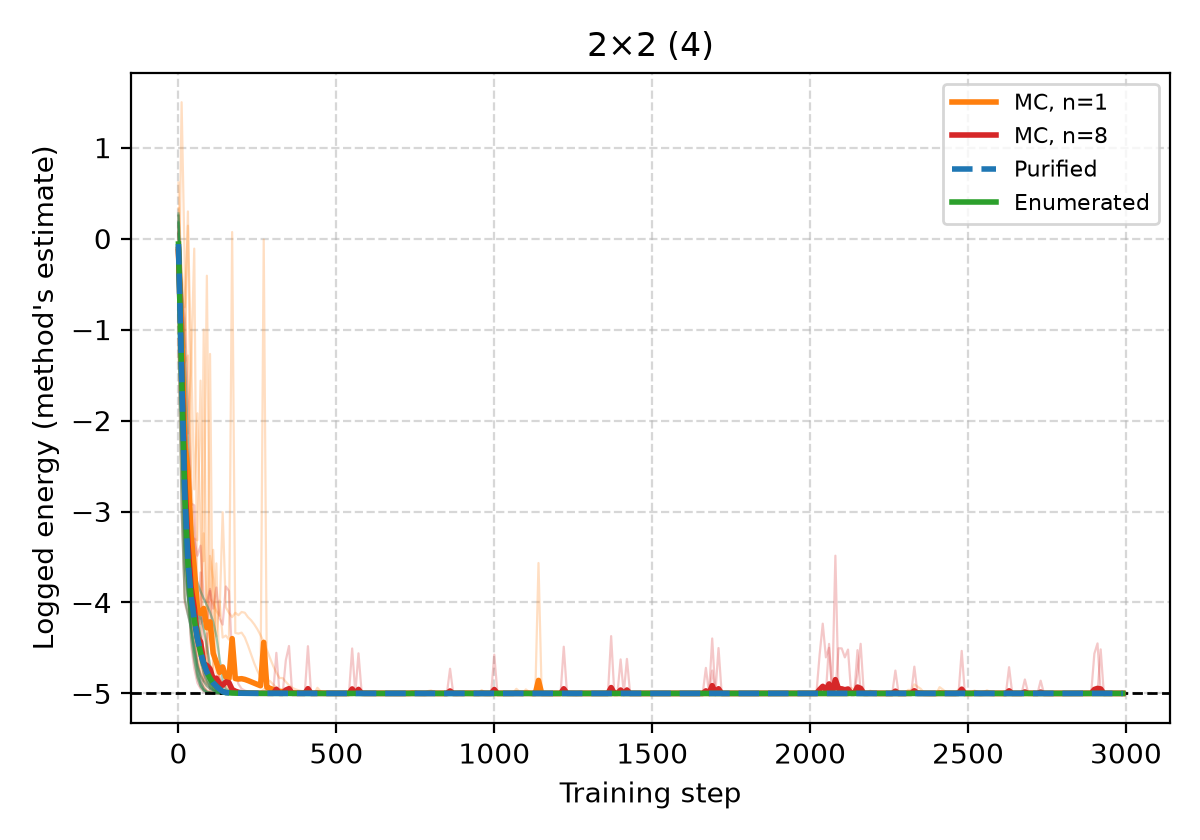 2×2 (4)
Logged energy (method's estimate)
1
0
−1
−2
−3
−4
−5
MC, n=1
MC, n=8
Purified
Enumerated
0 500 1000 1500 2000 2500 3000
Training step